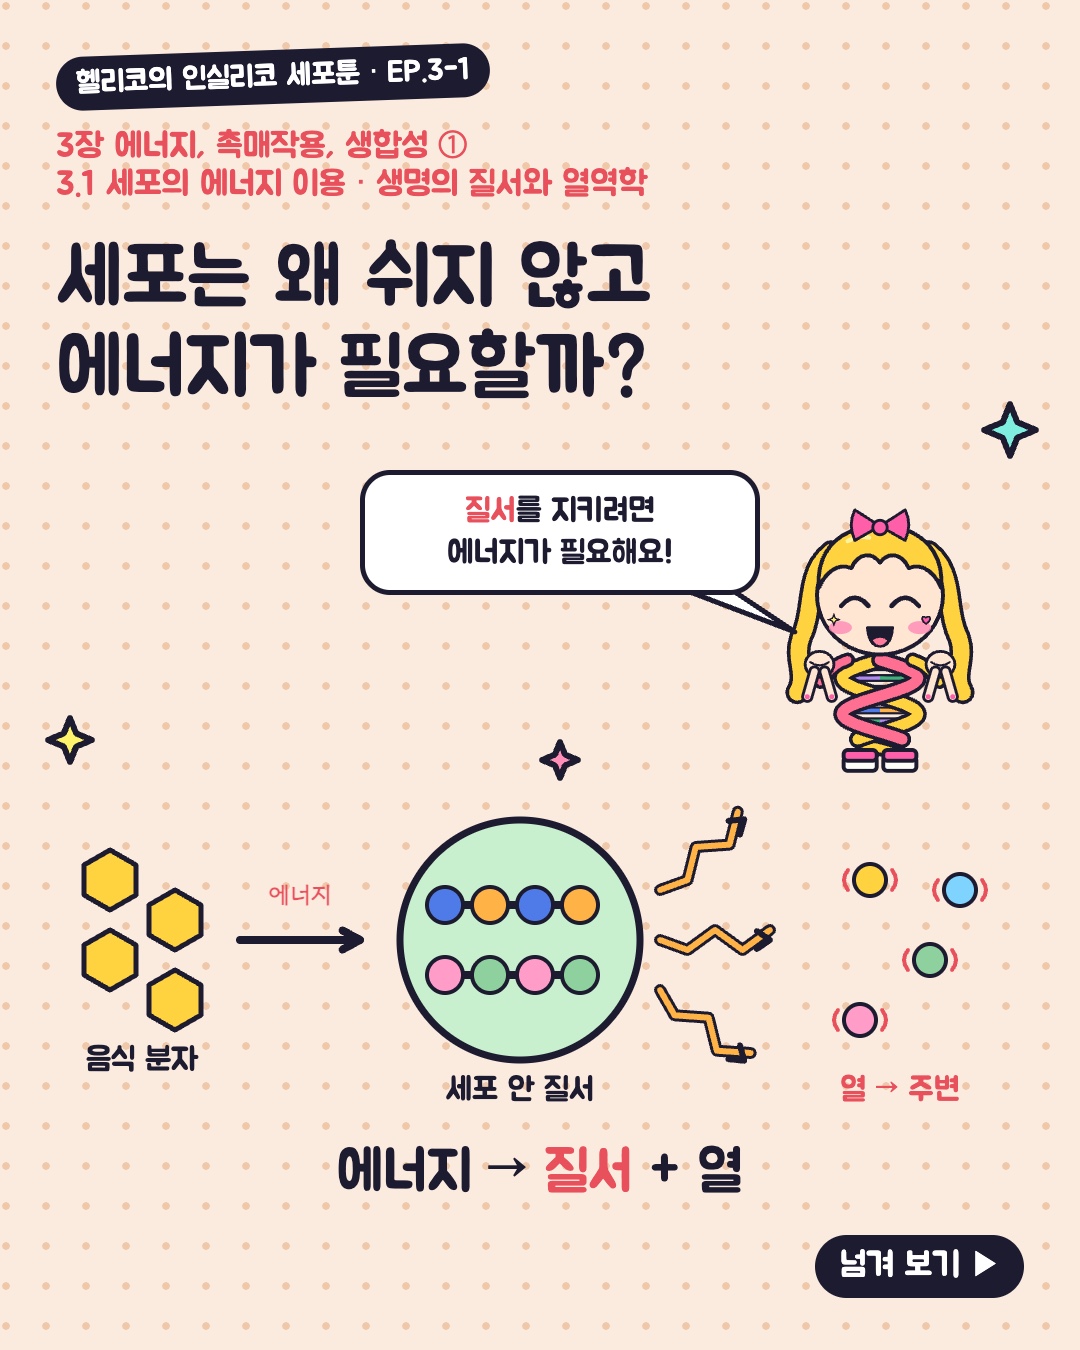 헬리코의 인실리코 세포툰 · EP.3-1
3장 에너지, 촉매작용, 생합성 ①
3.1 세포의 에너지 이용 · 생명의 질서와 열역학
세포는 왜 쉬지 않고
에너지가 필요할까?
질서를 지키려면
에너지가 필요해요!
에너지
음식 분자
세포 안 질서
열 → 주변
에너지 → 질서 + 열
넘겨 보기 ▶